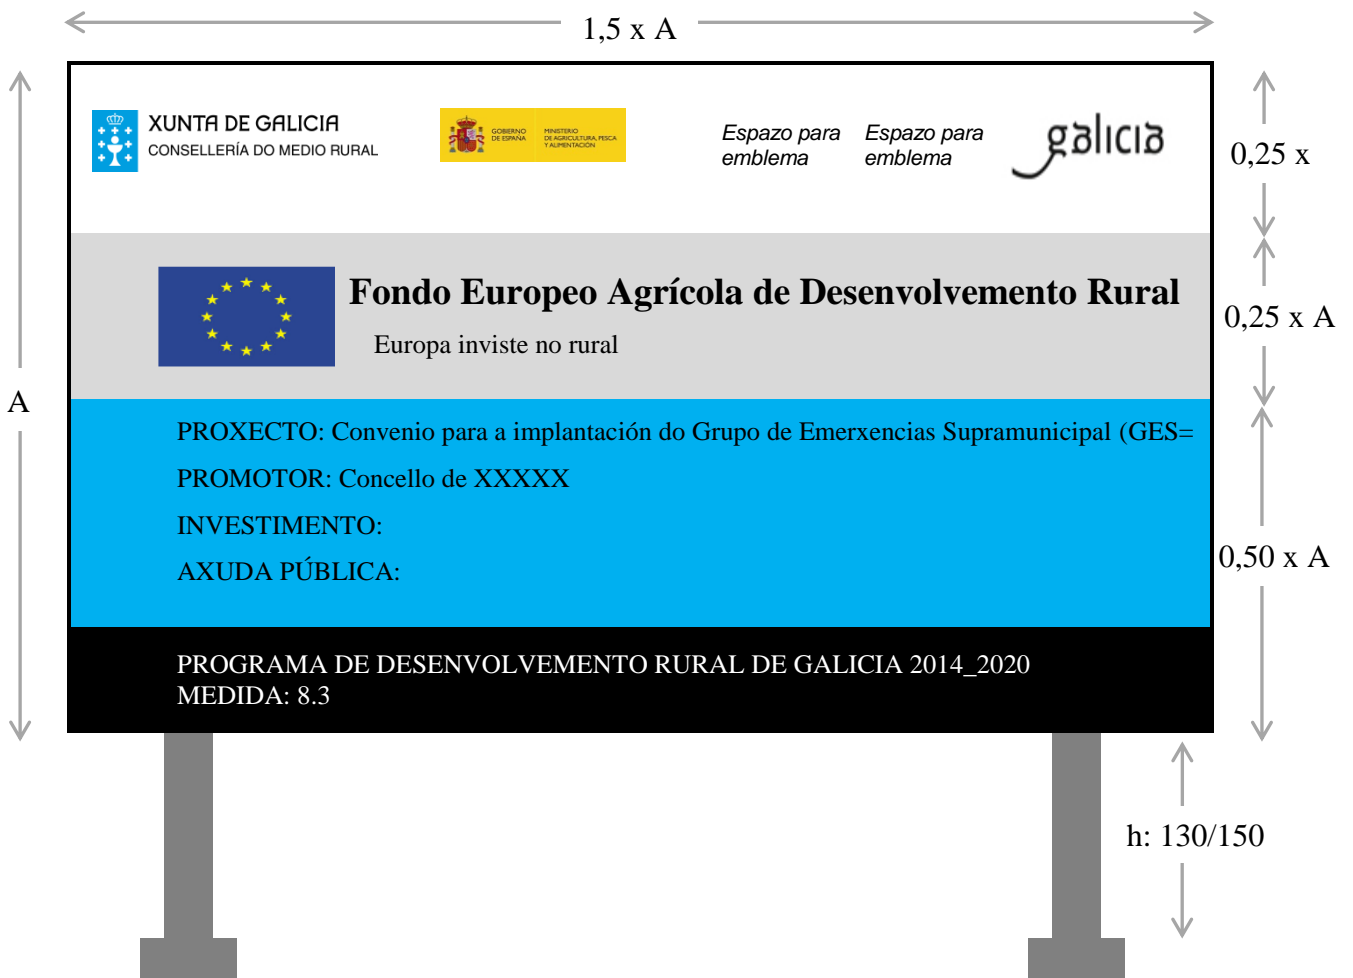 1,5 x A
XUNTA DE GALICIA
CONSELLERÍA DO MEDIO RURAL
GOBIERNO
DE ESPAÑA
MINISTERIO
DE AGRICULTURA, PESCA
Y ALIMENTACIÓN
Espazo para
emblema
Espazo para
emblema
galicia
0,25 x
Fondo Europeo Agrícola de Desenvolvemento Rural
Europa inviste no rural
0,25 x A
A
PROXECTO: Convenio para a implantación do Grupo de Emerxencias Supramunicipal (GES=
PROMOTOR: Concello de XXXXX
INVESTIMENTO:
AXUDA PÚBLICA:
0,50 x A
PROGRAMA DE DESENVOLVEMENTO RURAL DE GALICIA 2014_2020
MEDIDA: 8.3
h: 130/150